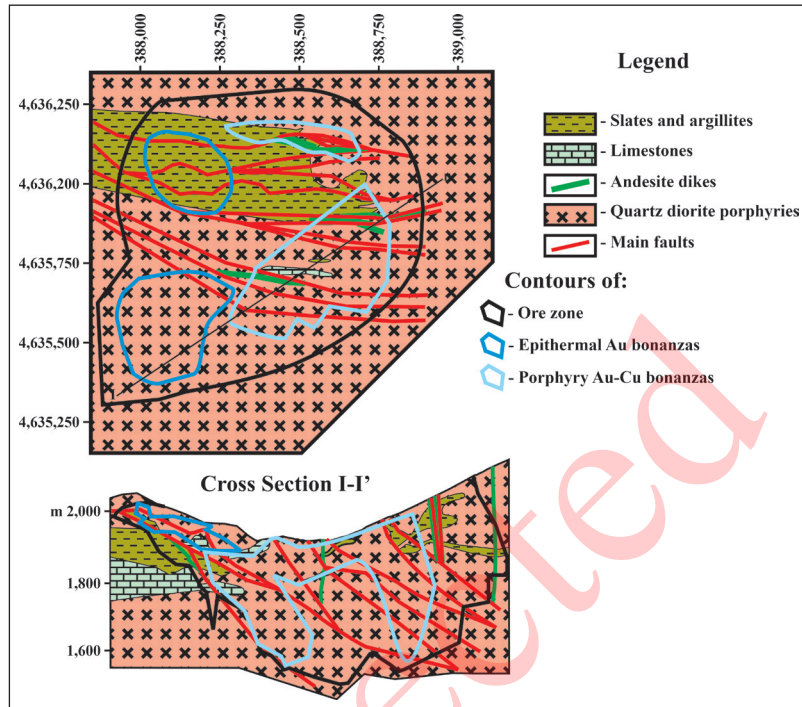 388,000
388,250
388,500
388,750
389,000
4,636,250
4,636,200
4,635,750
4,635,500
4,635,250
Legend
- Slates and argillites
- Limestones
- Andesite dikes
- Quartz diorite porphyries
- Main faults
Contours of:
- Ore zone
- Epithermal Au bonanzas
- Porphyry Au-Cu bonanzas
Cross Section I-I’
m 2,000
1,800
1,600
ected